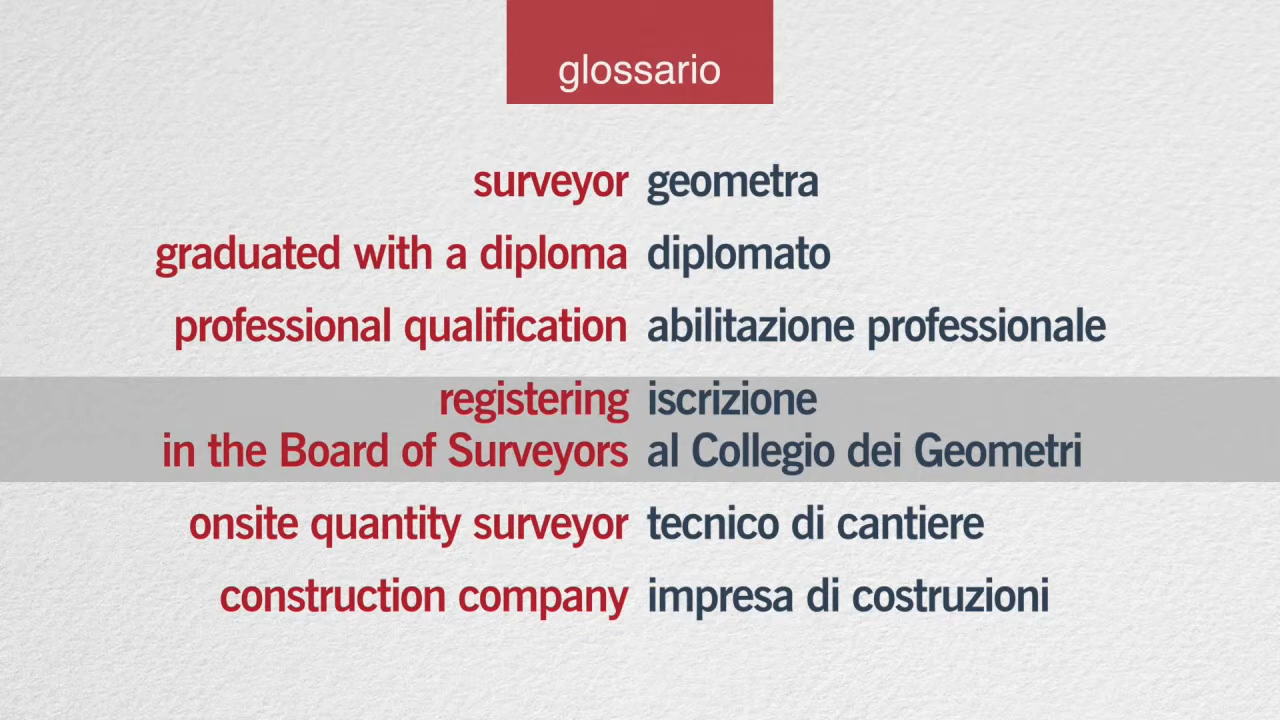 glossario
surveyor geometra
graduated with a diploma diplomato
professional qualification abilitazione professionale
registering iscrizione
in the Board of Surveyors al Collegio dei Geometri
onsite quantity surveyor tecnico di cantiere
construction company impresa di costruzioni